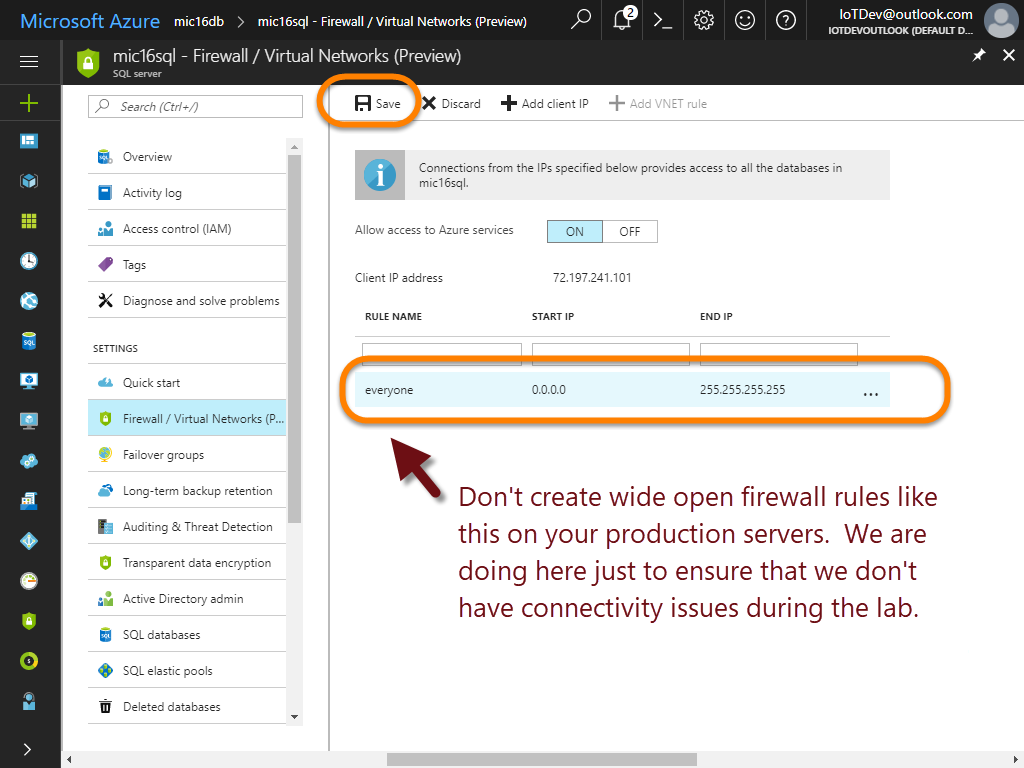 Microsoft Azure mic16db > mic16sql - Firewall / Virtual Networks (Preview)
2
IoTDev@outlook.com
IOTDEVOUTLOOK (DEFAULT D...
mic16sql - Firewall / Virtual Networks (Preview)
SQL server
Search (Ctrl+/)
Overview
Activity log
Access control (IAM)
Tags
Diagnose and solve problems
SETTINGS
Quick start
Firewall / Virtual Networks (P...
Failover groups
Long-term backup retention
Auditing & Threat Detection
Transparent data encryption
Active Directory admin
SQL databases
SQL elastic pools
Deleted databases
Save Discard Add client IP Add VNET rule
Connections from the IPs specified below provides access to all the databases in
mic16sql.
Allow access to Azure services ON OFF
Client IP address 72.197.241.101
RULE NAME START IP END IP
everyone 0.0.0.0 255.255.255.255 ...
Don't create wide open firewall rules like
this on your production servers.  We are
doing here just to ensure that we don't
have connectivity issues during the lab.